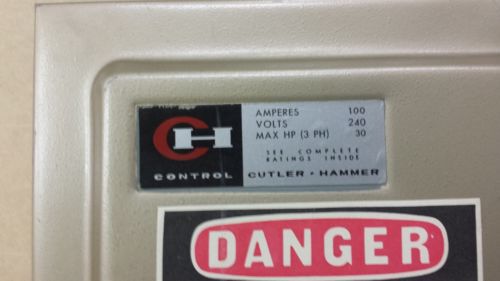 CH
AMPERES 100
VOLTS 240
MAX HP (3 PH) 30
SEE COMPLETE
RATINGS INSIDE
CONTROL CUTLER-HAMMER
DANGER